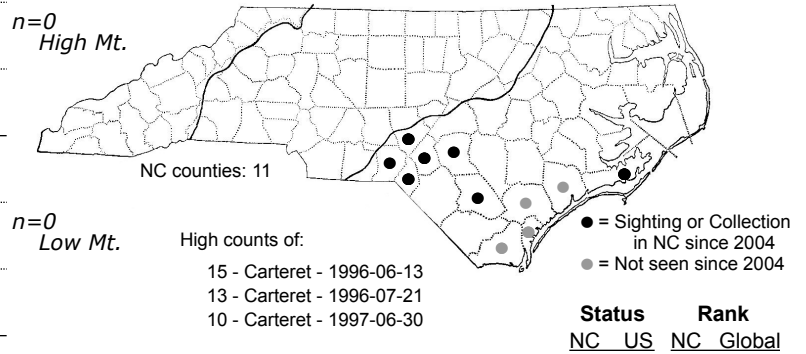 n=0
High Mt.
NC counties: 11
n=0
Low Mt.
High counts of:
15 - Carteret - 1996-06-13
13 - Carteret - 1996-07-21
10 - Carteret - 1997-06-30
= Sighting or Collection
in NC since 2004
= Not seen since 2004
Status Rank
NC US NC Global